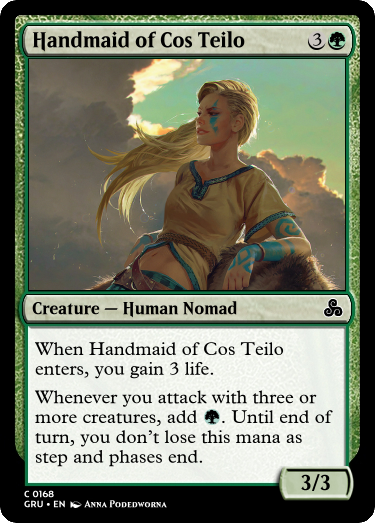 Handmaid of Cos Teilo 3
Creature — Human Nomad
When Handmaid of Cos Teilo
enters, you gain 3 life.
Whenever you attack with three or
more creatures, add . Until end of
turn, you don't lose this mana as
step and phases end.
3/3
C 0168
GRU • EN Anna Podedworna